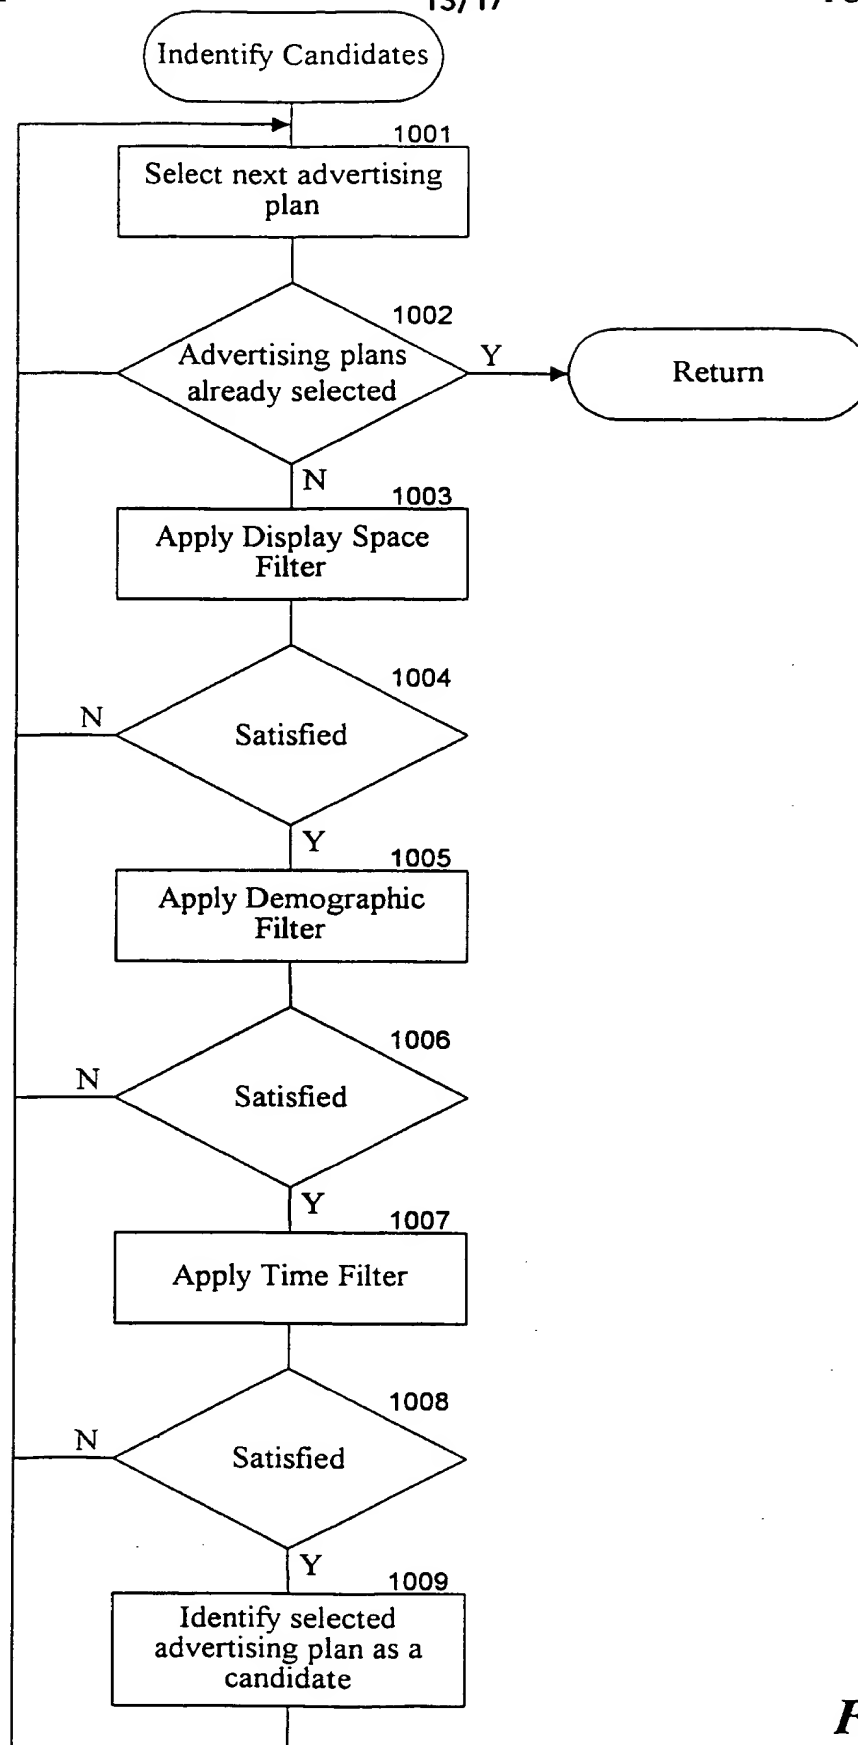 13/17
Indentify Candidates
1001
Select next advertising
plan
1002
Advertising plans
already selected
Y
Return
N
1003
Apply Display Space
Filter
1004
N
Satisfied
Y
1005
Apply Demographic
Filter
1006
N
Satisfied
Y
1007
Apply Time Filter
1008
N
Satisfied
Y
1009
Identify selected
advertising plan as a
candidate